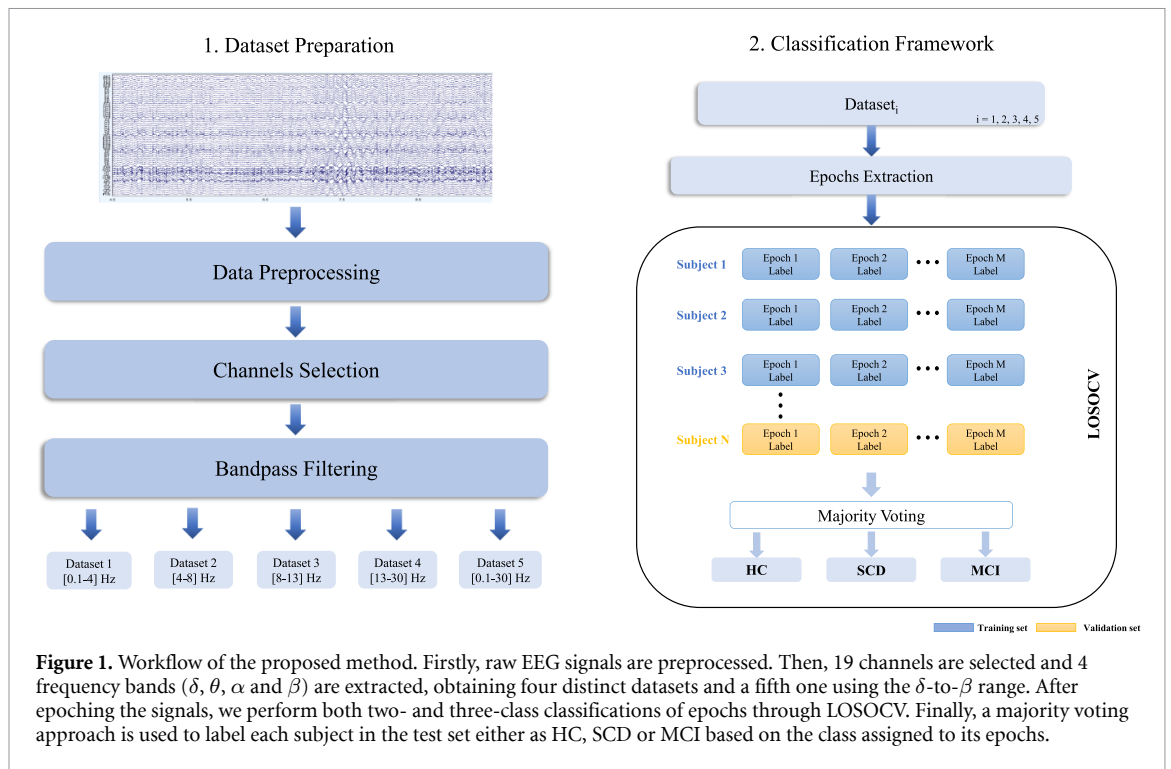 1. Dataset Preparation
Data Preprocessing
Channels Selection
Bandpass Filtering
Dataset 1
[0.1-4] Hz
Dataset 2
[4-8] Hz
Dataset 3
[8-13] Hz
Dataset 4
[13-30] Hz
Dataset 5
[0.1-30] Hz
2. Classification Framework
Dataset_i
i = 1, 2, 3, 4, 5
Epochs Extraction
Subject 1
Epoch 1
Label
Epoch 2
Label
•••
Epoch M
Label
Subject 2
Epoch 1
Label
Epoch 2
Label
•••
Epoch M
Label
Subject 3
Epoch 1
Label
Epoch 2
Label
•••
Epoch M
Label
Subject N
Epoch 1
Label
Epoch 2
Label
•••
Epoch M
Label
LOSOCV
Majority Voting
HC
SCD
MCI
Training set
Validation set
Figure 1. Workflow of the proposed method. Firstly, raw EEG signals are preprocessed. Then, 19 channels are selected and 4
frequency bands (δ, θ, α and β) are extracted, obtaining four distinct datasets and a fifth one using the δ-to-β range. After
epoching the signals, we perform both two- and three-class classifications of epochs through LOSOCV. Finally, a majority voting
approach is used to label each subject in the test set either as HC, SCD or MCI based on the class assigned to its epochs.